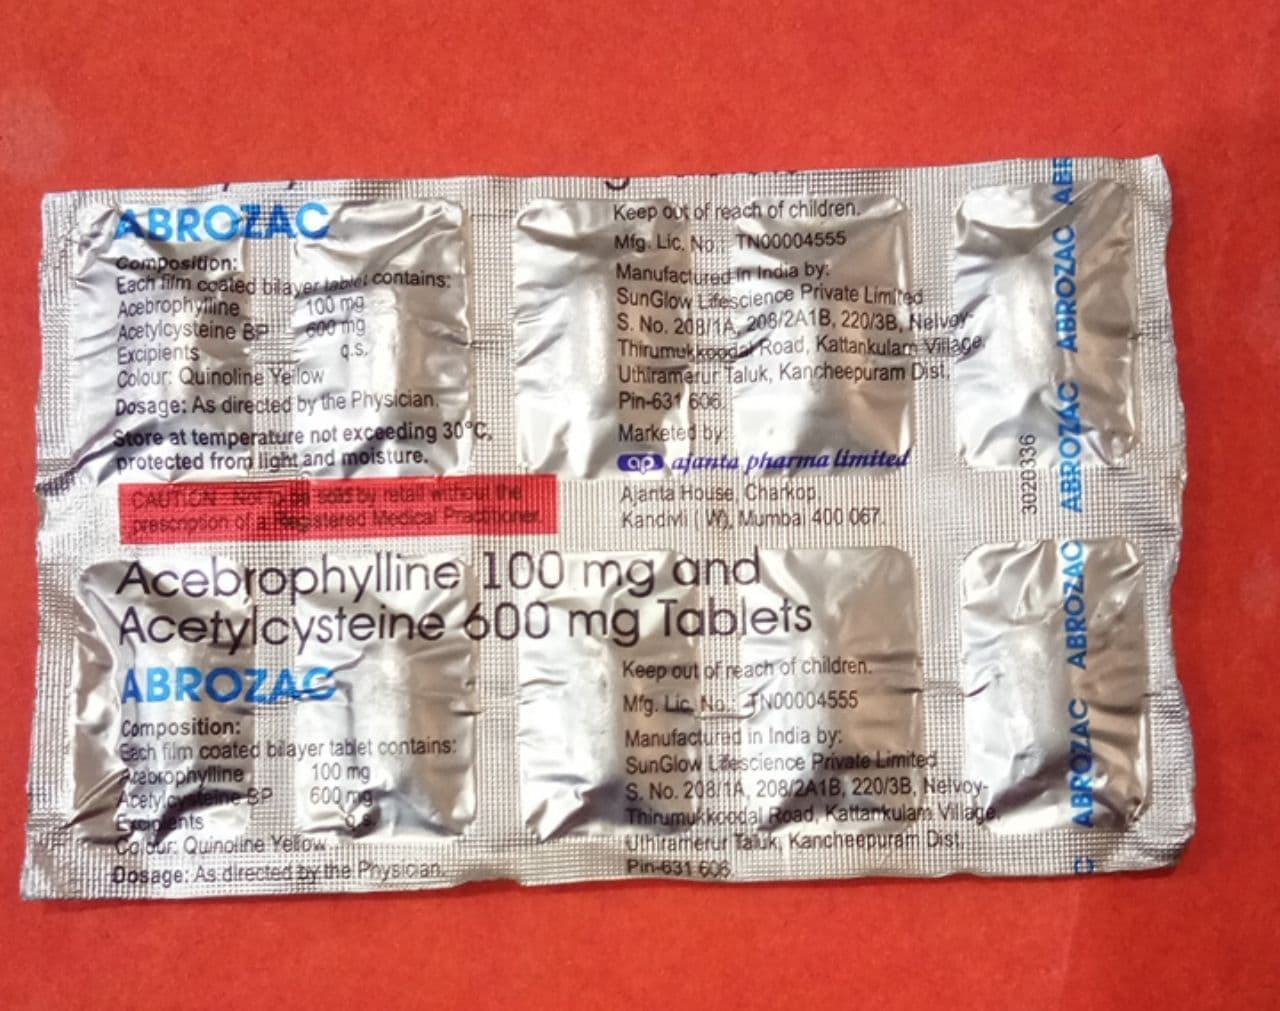 ABROZAC
Composition:
Each film coated bilayer tablet contains:
Acebrophylline 100 mg
Acetylcysteine BP 600 mg
Excipients q.s.
Colour: Quinoline Yellow
Dosage: As directed by the Physician.
Store at temperature not exceeding 30°C,
protected from light and moisture.
CAUTION: Not to be sold by retail without the
prescription of a Registered Medical Practitioner.
Keep out of reach of children.
Mfg. Lic. No.: TN00004555
Manufactured in India by:
SunGlow Lifescience Private Limited
S. No. 208/1A, 208/2A1B, 220/3B, Nelvoy-
Thirumukkoodal Road, Kattankulam Village,
Uthiramerur Taluk, Kancheepuram Dist.
Pin-631 606.
Marketed by:
ap ajanta pharma limited
Ajanta House, Charkop,
Kandivli (W), Mumbai 400 067.
Acebrophylline 100 mg and
Acetylcysteine 600 mg Tablets
ABROZAC
Composition:
Each film coated bilayer tablet contains:
Acebrophylline 100 mg
Acetylcysteine BP 600 mg
Excipients q.s.
Colour: Quinoline Yellow
Dosage: As directed by the Physician.
Keep out of reach of children.
Mfg. Lic. No.: TN00004555
Manufactured in India by:
SunGlow Lifescience Private Limited
S. No. 208/1A, 208/2A1B, 220/3B, Nelvoy-
Thirumukkoodal Road, Kattankulam Village,
Uthiramerur Taluk, Kancheepuram Dist.
Pin-631 606.
3020336
ABROZAC ABROZAC ABROZAC ABROZAC